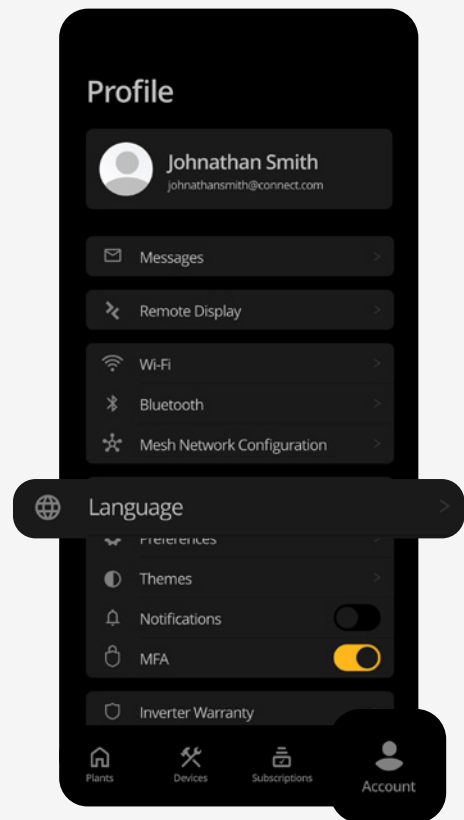 Profile
Johnathan Smith
johnathansmith@connect.com
Messages
Remote Display
Wi-Fi
Bluetooth
Mesh Network Configuration
Language
Preferences
Themes
Notifications
MFA
Inverter Warranty
Plants Devices Subscriptions Account